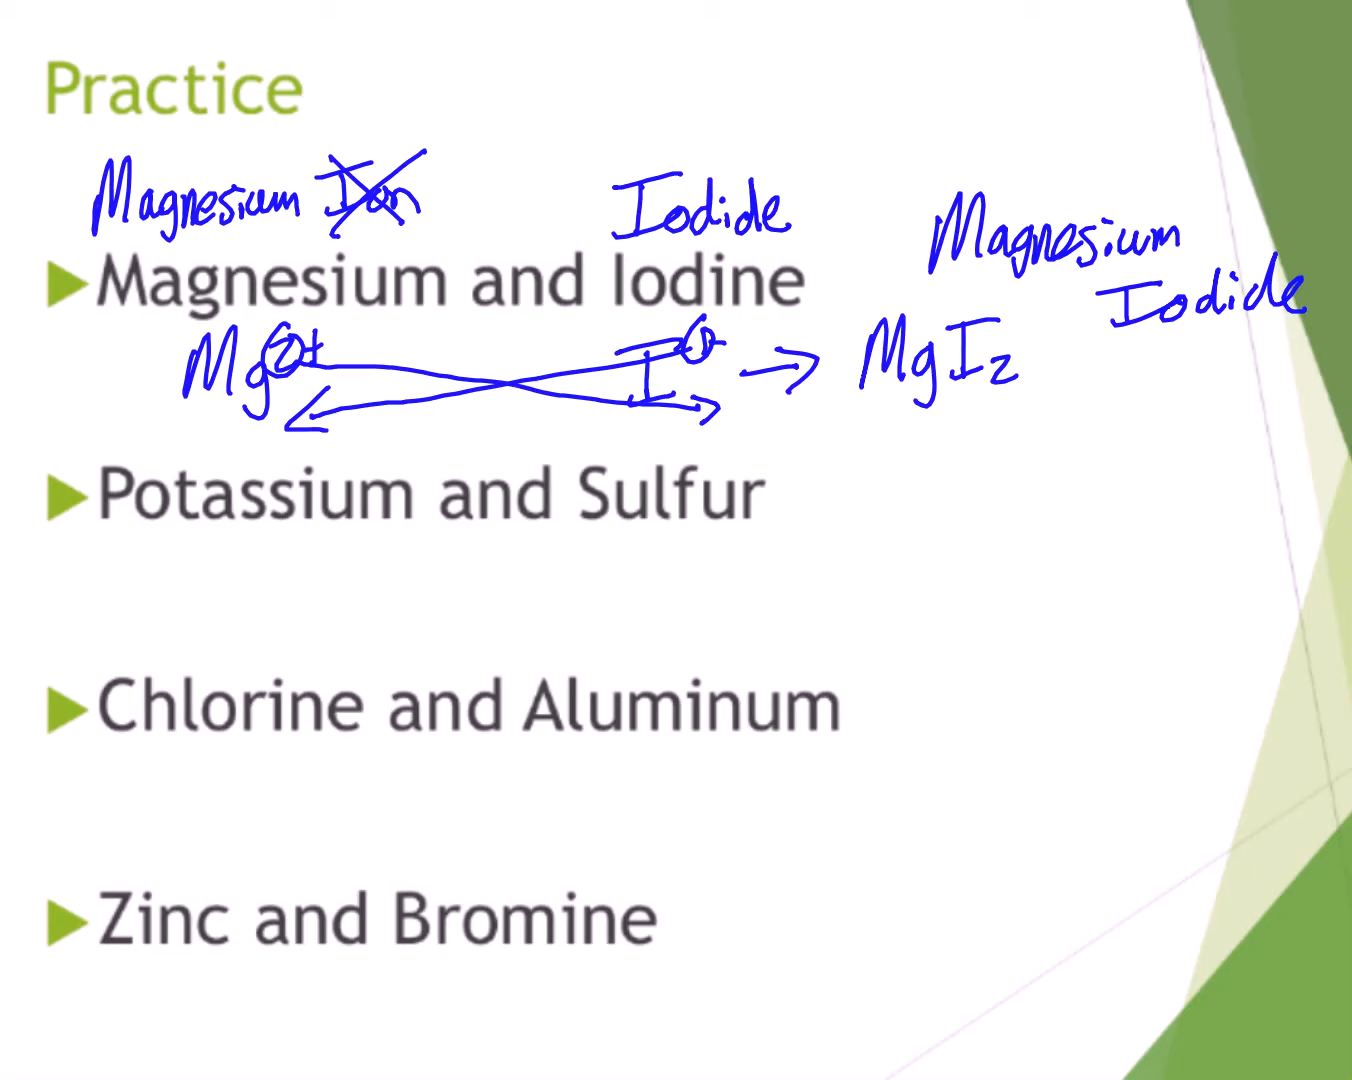 Practice
Magnesium Ion Iodide
Magnesium and Iodine
Magnesium
Iodide
Mg²⁺ I¹⁻ → MgI₂
Potassium and Sulfur
Chlorine and Aluminum
Zinc and Bromine